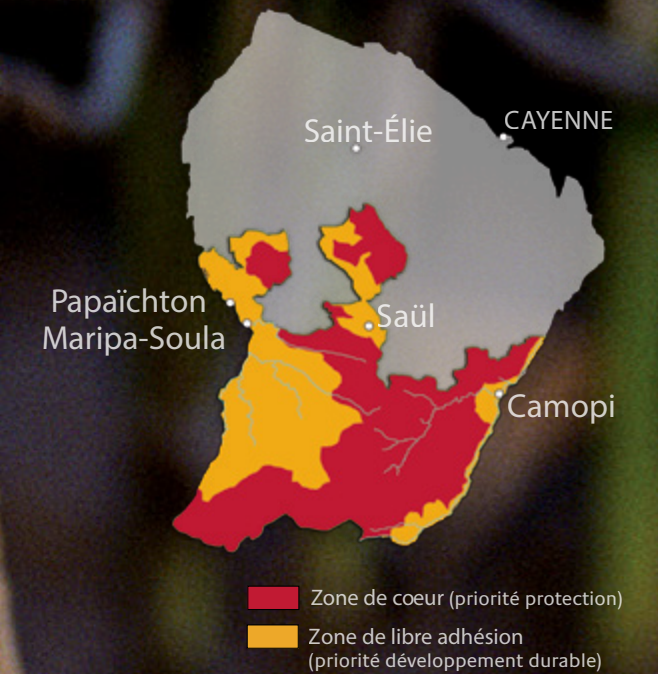 Saint-Élie
CAYENNE
Papaïchton
Maripa-Soula
Saül
Camopi
Zone de cœur (priorité protection)
Zone de libre adhésion
(priorité développement durable)